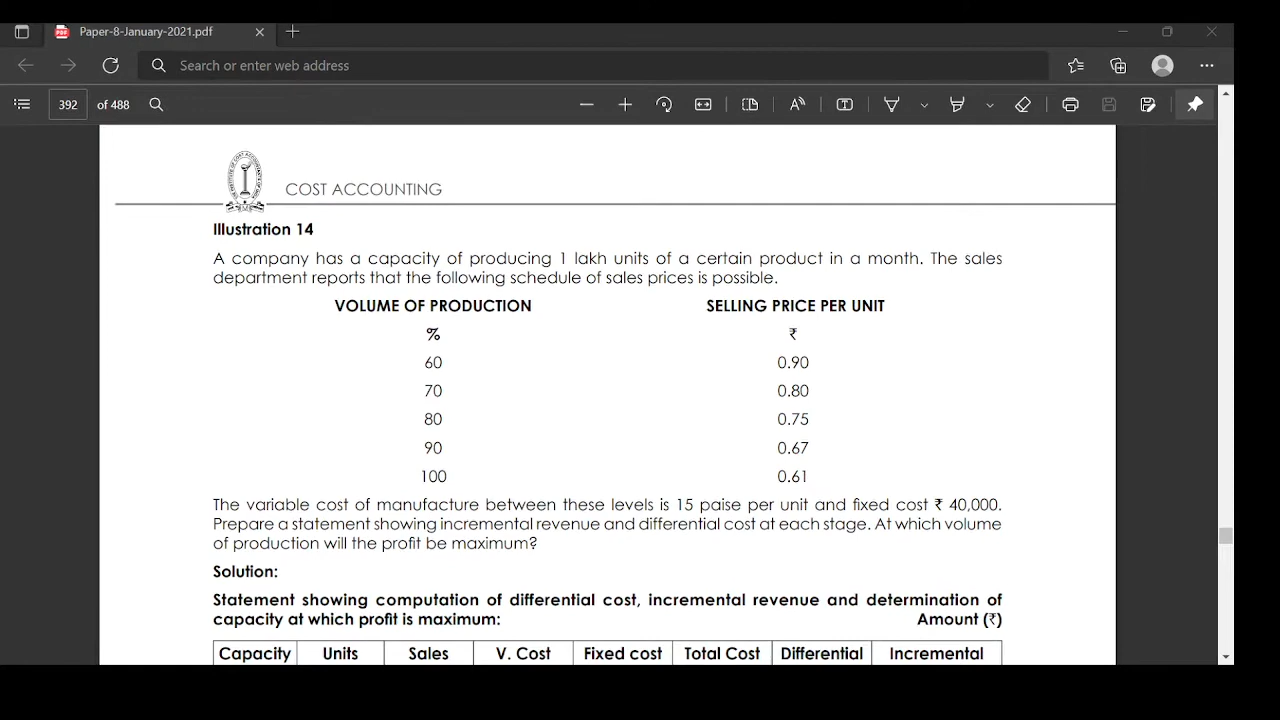 Paper-8-January-2021.pdf
Search or enter web address
392 of 488
COST ACCOUNTING
Illustration 14
A company has a capacity of producing 1 lakh units of a certain product in a month. The sales
department reports that the following schedule of sales prices is possible.
VOLUME OF PRODUCTION SELLING PRICE PER UNIT
% ₹
60 0.90
70 0.80
80 0.75
90 0.67
100 0.61
The variable cost of manufacture between these levels is 15 paise per unit and fixed cost ₹ 40,000.
Prepare a statement showing incremental revenue and differential cost at each stage. At which volume
of production will the profit be maximum?
Solution:
Statement showing computation of differential cost, incremental revenue and determination of
capacity at which profit is maximum: Amount (₹)
Capacity Units Sales V. Cost Fixed cost Total Cost Differential Incremental